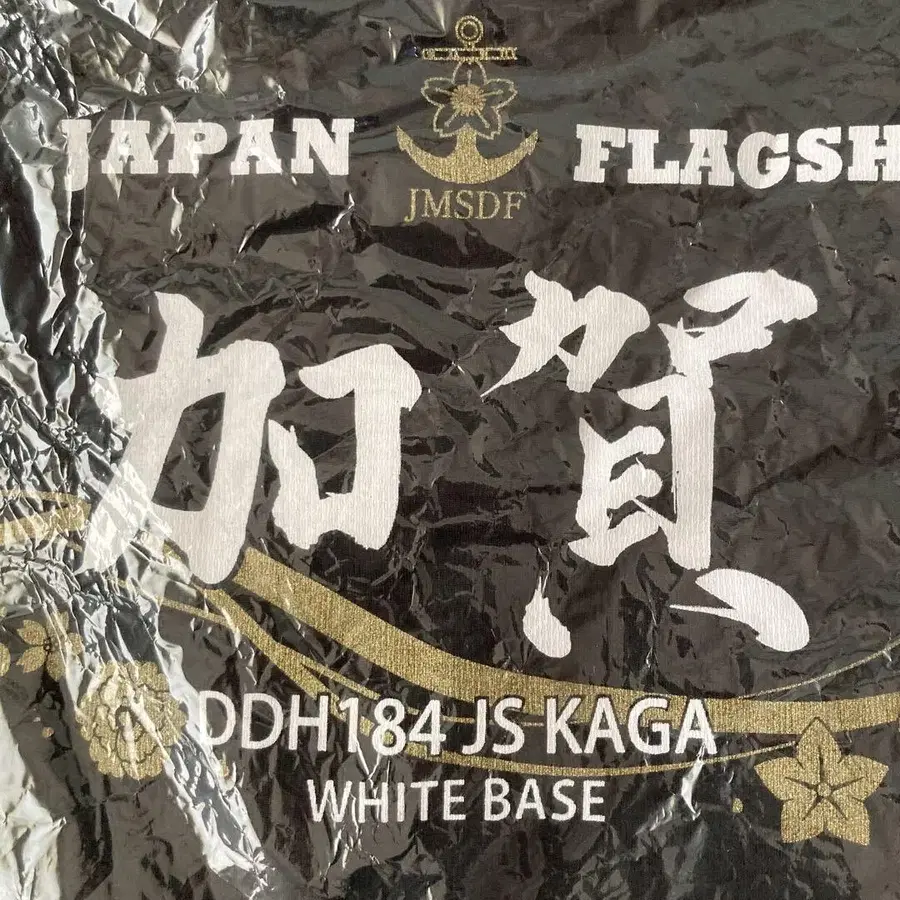 JAPAN FLAGSH
JMSDF
加賀
DDH184 JS KAGA
WHITE BASE